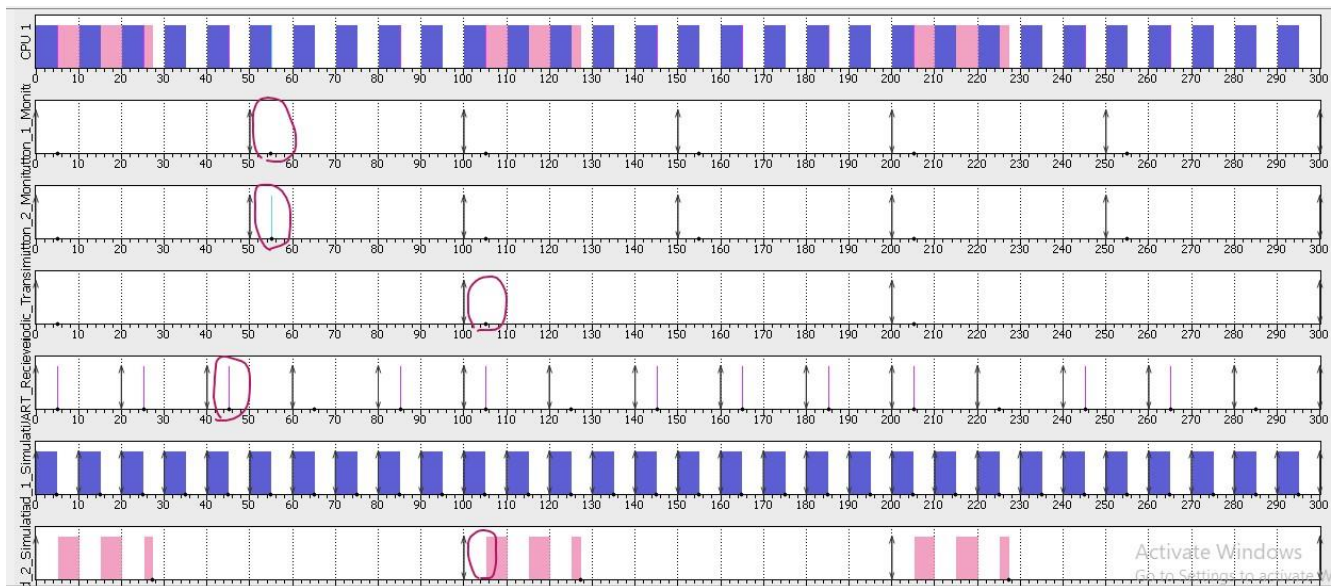 CPU 1
0 10 20 30 40 50 60 70 80 90 100 110 120 130 140 150 160 170 180 190 200 210 220 230 240 250 260 270 280 290 300
tton_1_Monito
0 10 20 30 40 50 60 70 80 90 100 110 120 130 140 150 160 170 180 190 200 210 220 230 240 250 260 270 280 290 300
tton_2_Monit
0 10 20 30 40 50 60 70 80 90 100 110 120 130 140 150 160 170 180 190 200 210 220 230 240 250 260 270 280 290 300
odic_Transmi
0 10 20 30 40 50 60 70 80 90 100 110 120 130 140 150 160 170 180 190 200 210 220 230 240 250 260 270 280 290 300
UART_Recieve
0 10 20 30 40 50 60 70 80 90 100 110 120 130 140 150 160 170 180 190 200 210 220 230 240 250 260 270 280 290 300
ad_1_Simulati
0 10 20 30 40 50 60 70 80 90 100 110 120 130 140 150 160 170 180 190 200 210 220 230 240 250 260 270 280 290 300
d_2_Simulati
Activate Windows
Go to Settings to activate W